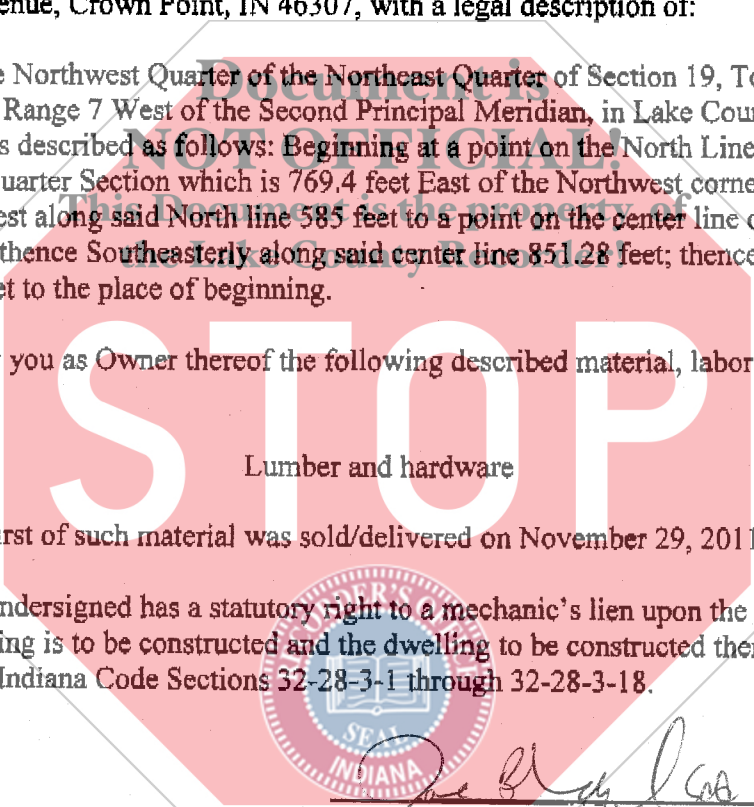 enue, Crown Point, IN 46307, with a legal description of:
e Northwest Quarter of the Northeast Quarter of Section 19, To
Range 7 West of the Second Principal Meridian, in Lake Coun
s described as follows: Beginning at a point on the North Line
uarter Section which is 769.4 feet East of the Northwest corne
est along said North line 585 feet to a point on the center line o
thence Southeasterly along said center line 851.28 feet; thence
et to the place of beginning.
Document is
NOT OFFICIAL!
This Document is the property of
the Lake County Recorder!
you as Owner thereof the following described material, labor
STOP
Lumber and hardware
irst of such material was sold/delivered on November 29, 2011
ndersigned has a statutory right to a mechanic's lien upon the
ing is to be constructed and the dwelling to be constructed ther
Indiana Code Sections 32-28-3-1 through 32-28-3-18.
SEAL
INDIANA